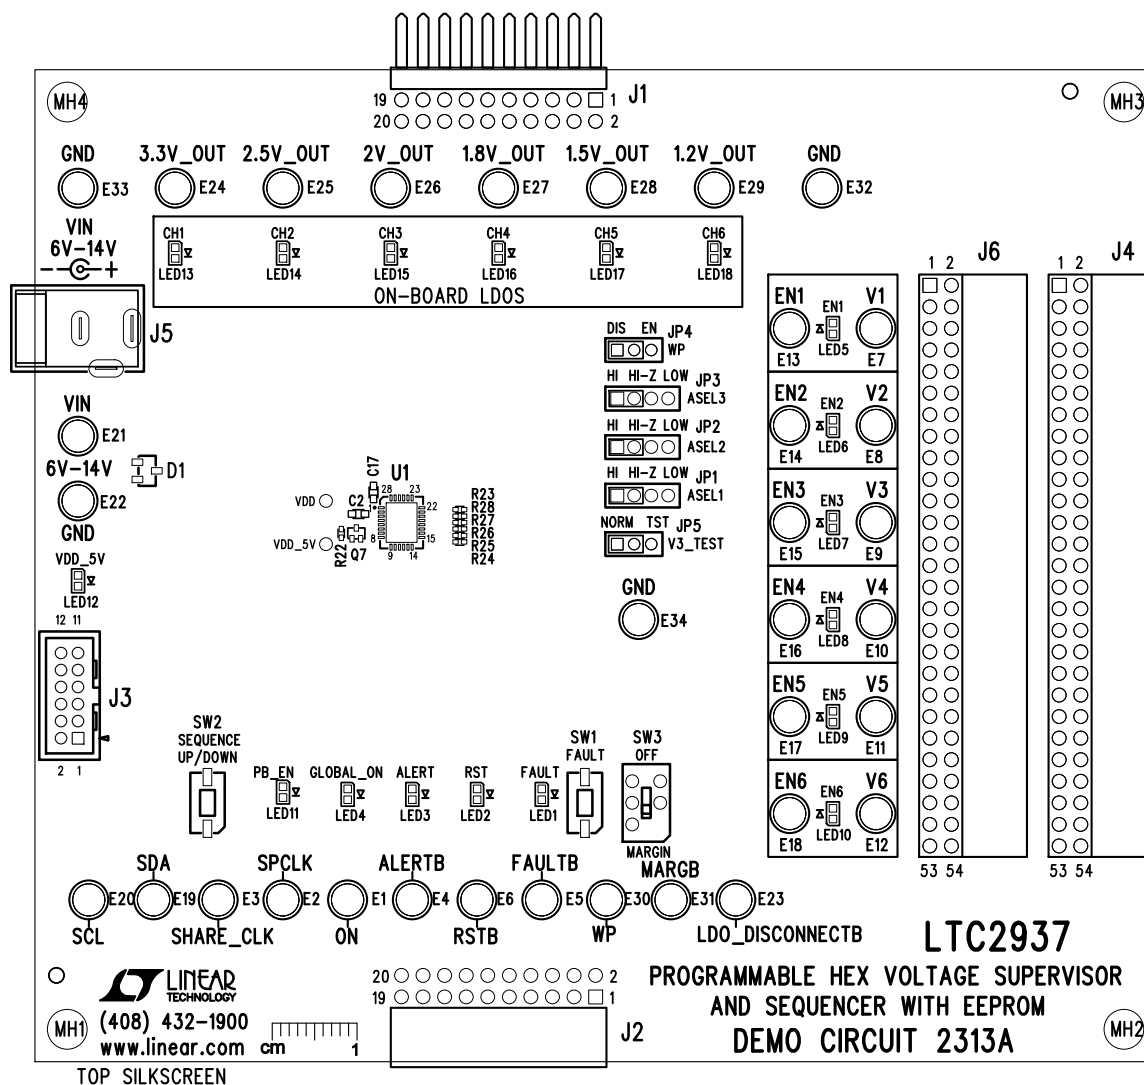 J1
19 1
20 2
MH4 MH3
GND 3.3V_OUT 2.5V_OUT 2V_OUT 1.8V_OUT 1.5V_OUT 1.2V_OUT GND
E33 E24 E25 E26 E27 E28 E29 E32
VIN
6V-14V
- +
CH1 CH2 CH3 CH4 CH5 CH6
LED13 LED14 LED15 LED16 LED17 LED18
ON-BOARD LDOS
J5
J6 J4
1 2 1 2
EN1 EN1 V1
LED5
E13 E7
DIS EN JP4
WP
HI HI-Z LOW JP3
ASEL3
HI HI-Z LOW JP2
ASEL2
HI HI-Z LOW JP1
ASEL1
NORM TST JP5
V3_TEST
EN2 EN2 V2
LED6
E14 E8
EN3 EN3 V3
LED7
E15 E9
EN4 EN4 V4
LED8
E16 E10
EN5 EN5 V5
LED9
E17 E11
EN6 EN6 V6
LED10
E18 E12
53 54 53 54
VIN
E21
6V-14V
D1
E22
GND
VDD_5V
LED12
C17
U1
28 23
VDD C2 1 22
VDD_5V 8 15
R22 Q7 9 14
R23
R28
R27
R26
R25
R24
GND
E34
12 11
J3
2 1
SW2
SEQUENCE
UP/DOWN
PB_EN GLOBAL_ON ALERT RST FAULT
LED11 LED4 LED3 LED2 LED1
SW1
FAULT
SW3
OFF
MARGIN
SDA SPCLK ALERTB FAULTB MARGB
E20 E19 E3 E2 E1 E4 E6 E5 E30 E31 E23
SCL SHARE_CLK ON RSTB WP LDO_DISCONNECTB
LTC2937
PROGRAMMABLE HEX VOLTAGE SUPERVISOR
AND SEQUENCER WITH EEPROM
DEMO CIRCUIT 2313A
20 2
19 1
J2
LINEAR
TECHNOLOGY
MH1 (408) 432-1900 MH2
www.linear.com cm 1
TOP SILKSCREEN